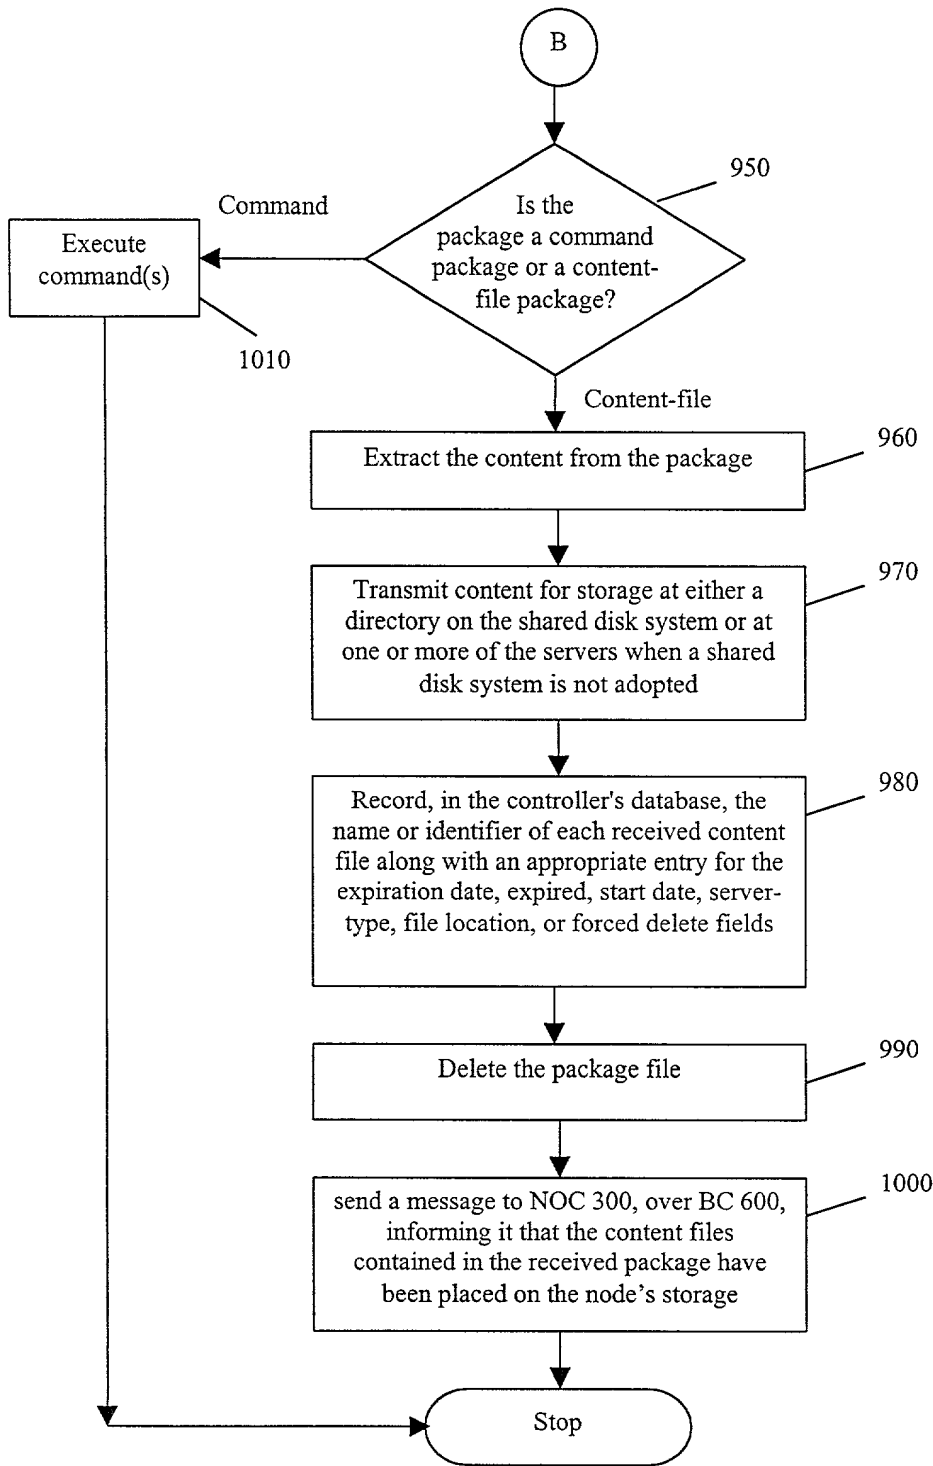 B
950
Is the
package a command
package or a content-
file package?
Command
Execute
command(s)
1010
Content-file
960
Extract the content from the package
970
Transmit content for storage at either a
directory on the shared disk system or at
one or more of the servers when a shared
disk system is not adopted
980
Record, in the controller's database, the
name or identifier of each received content
file along with an appropriate entry for the
expiration date, expired, start date, server-
type, file location, or forced delete fields
990
Delete the package file
1000
send a message to NOC 300, over BC 600,
informing it that the content files
contained in the received package have
been placed on the node’s storage
Stop